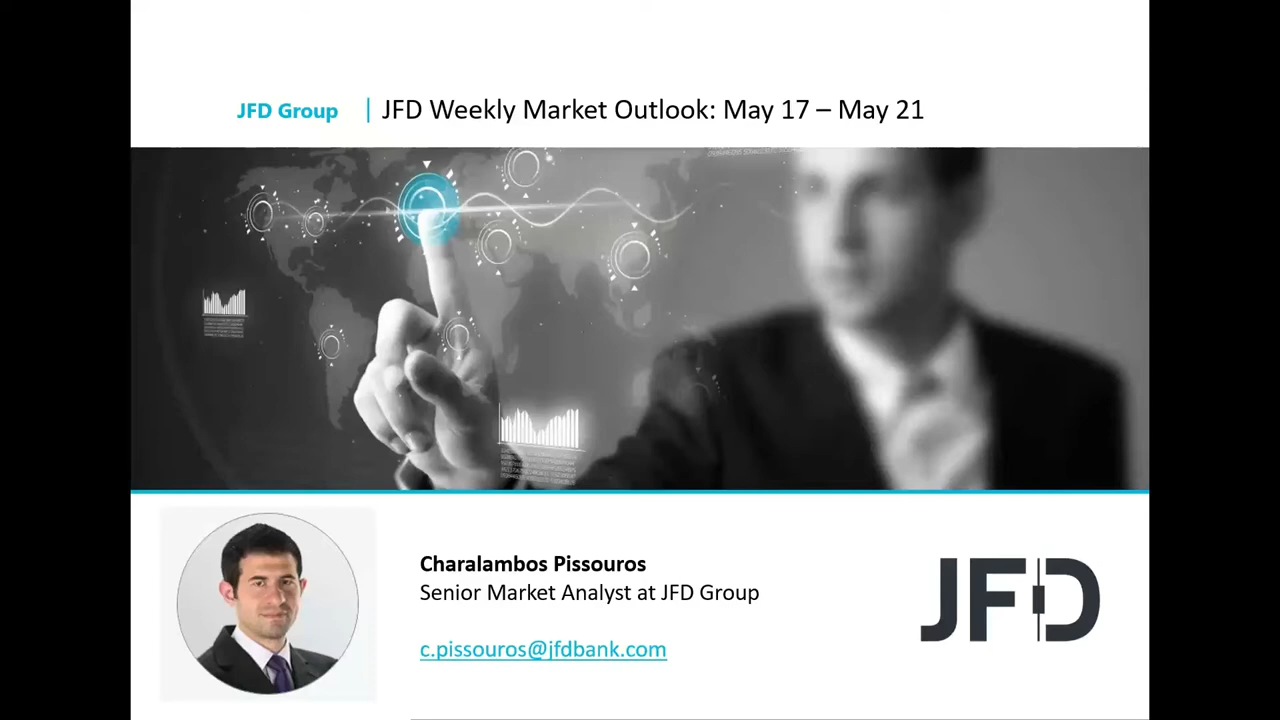 JFD Group | JFD Weekly Market Outlook: May 17 – May 21
Charalambos Pissouros
Senior Market Analyst at JFD Group
c.pissouros@jfdbank.com
JFD